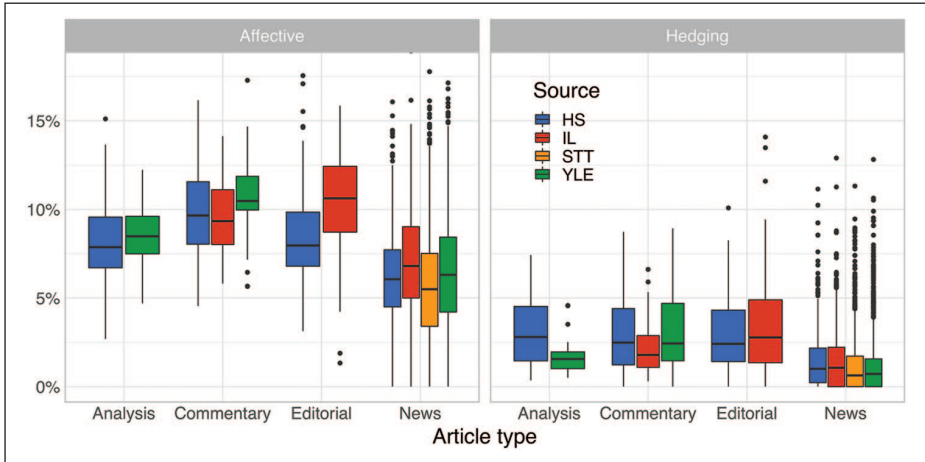 Affective
Hedging
Source
HS
IL
STT
YLE
15%
10%
5%
0%
Analysis Commentary Editorial News
Analysis Commentary Editorial News
Article type